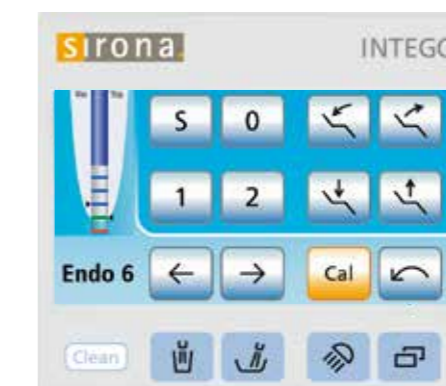 sirona.
INTEGO
S 0
1 2
Endo 6 ← → Cal
Clean